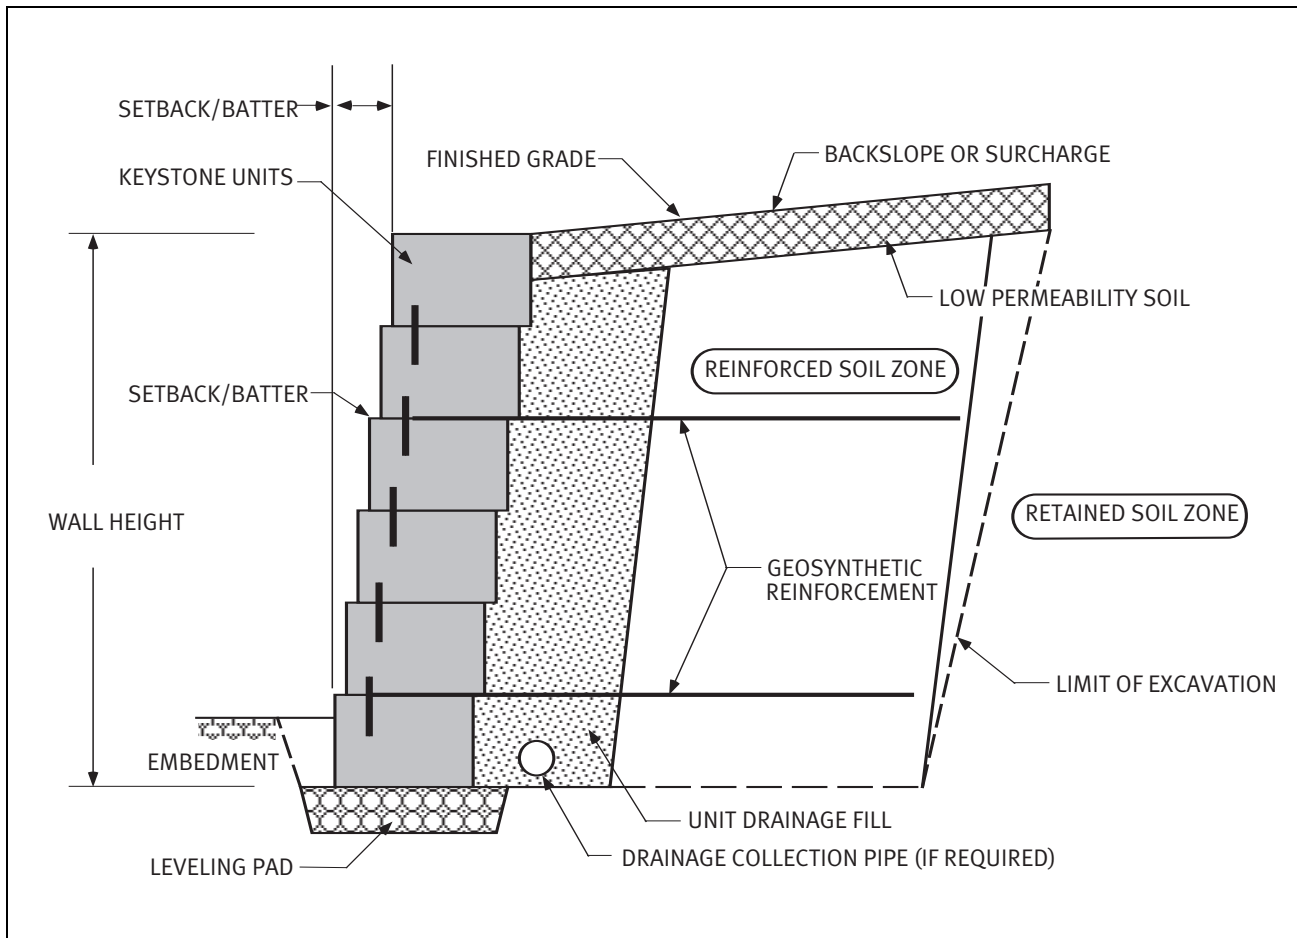 SETBACK/BATTER
KEYSTONE UNITS
FINISHED GRADE
BACKSLOPE OR SURCHARGE
LOW PERMEABILITY SOIL
REINFORCED SOIL ZONE
SETBACK/BATTER
WALL HEIGHT
RETAINED SOIL ZONE
GEOSYNTHETIC
REINFORCEMENT
LIMIT OF EXCAVATION
EMBEDMENT
UNIT DRAINAGE FILL
DRAINAGE COLLECTION PIPE (IF REQUIRED)
LEVELING PAD